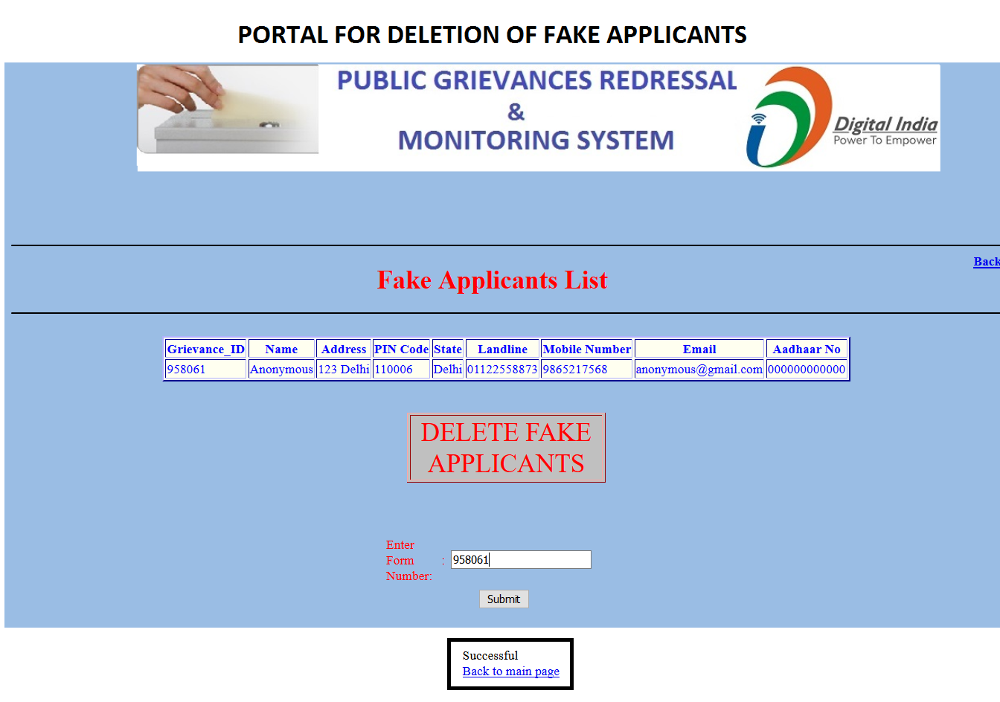 PORTAL FOR DELETION OF FAKE APPLICANTS
PUBLIC GRIEVANCES REDRESSAL
&
MONITORING SYSTEM
Digital India
Power To Empower
Back
Fake Applicants List
Grievance_ID Name Address PIN Code State Landline Mobile Number Email Aadhaar No
958061 Anonymous 123 Delhi 110006 Delhi 01122558873 9865217568 anonymous@gmail.com 000000000000
DELETE FAKE
APPLICANTS
Enter
Form : 958061
Number:
Submit
Successful
Back to main page